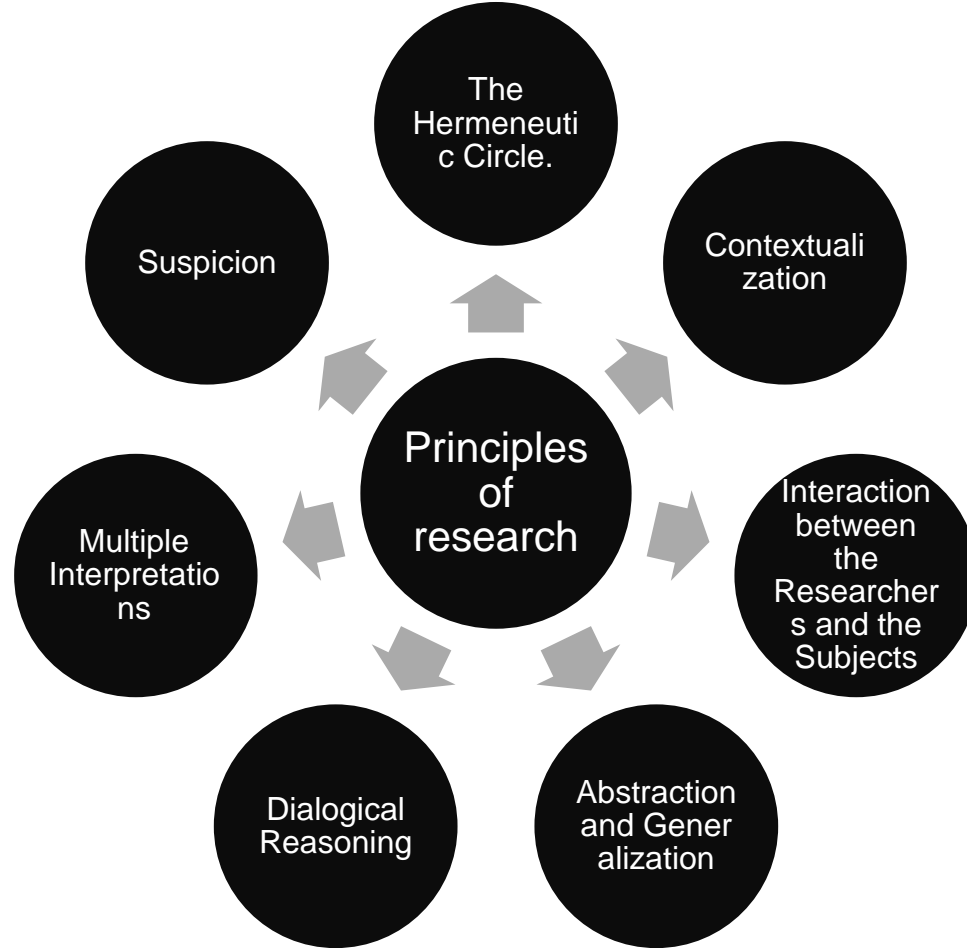 The
Hermeneuti
c Circle.
Contextuali
zation
Interaction
between
the
Researcher
s and the
Subjects
Abstraction
and Gener
alization
Dialogical
Reasoning
Multiple
Interpretatio
ns
Suspicion
Principles
of
research